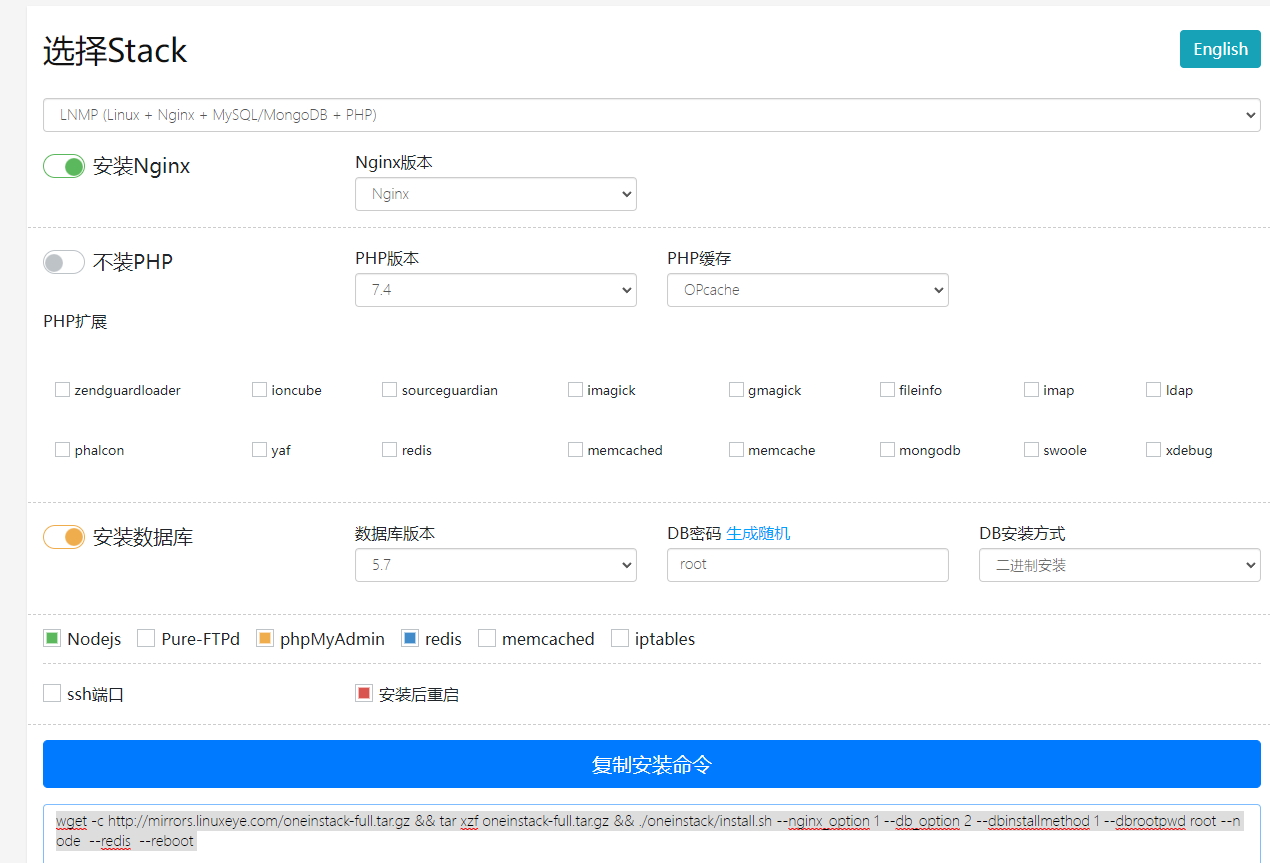 选择Stack
English
LNMP (Linux + Nginx + MySQL/MongoDB + PHP)
安装Nginx
Nginx版本
Nginx
不装PHP
PHP版本
7.4
PHP缓存
OPcache
PHP扩展
zendguardloader ioncube sourceguardian imagick gmagick fileinfo imap ldap
phalcon yaf redis memcached memcache mongodb swoole xdebug
安装数据库
数据库版本
5.7
DB密码 生成随机
root
DB安装方式
二进制安装
Nodejs Pure-FTPd phpMyAdmin redis memcached iptables
ssh端口 安装后重启
复制安装命令
wget -c http://mirrors.linuxeye.com/oneinstack-full.tar.gz && tar xzf oneinstack-full.tar.gz && ./oneinstack/install.sh --nginx_option 1 --db_option 2 --dbinstallmethod 1 --dbrootpwd root --n
ode --redis --reboot